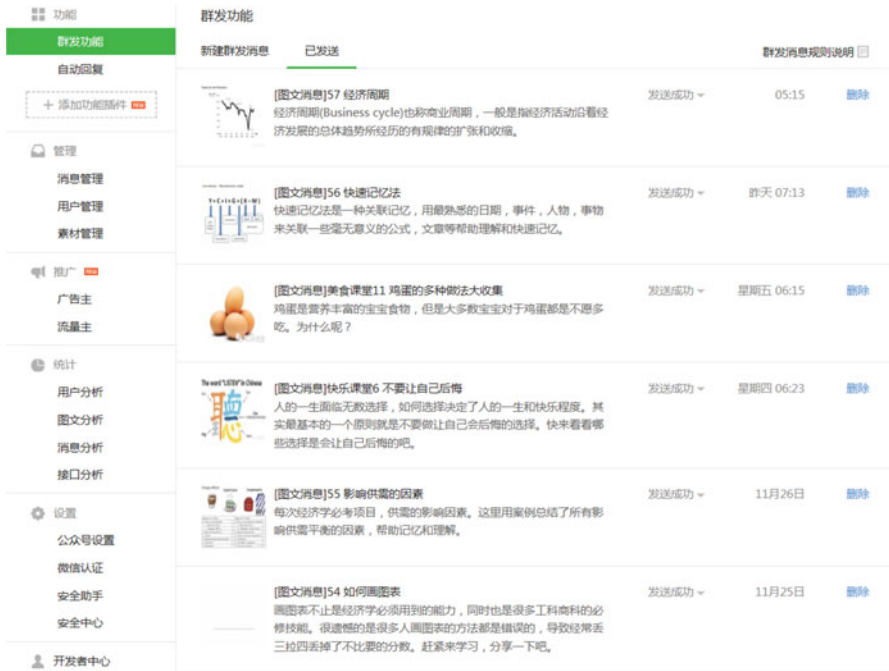 功能
群发功能
自动回复
+ 添加功能插件 NEW
管理
消息管理
用户管理
素材管理
推广 NEW
广告主
流量主
统计
用户分析
图文分析
消息分析
接口分析
设置
公众号设置
微信认证
安全助手
安全中心
开发者中心
群发功能
新建群发消息 已发送 群发消息规则说明
[图文消息]57 经济周期 发送成功 05:15 删除
经济周期(Business cycle)也称商业周期，一般是指经济活动沿着经
济发展的总体趋势所经历的有规律的扩张和收缩。
[图文消息]56 快速记忆法 发送成功 昨天 07:13 删除
快速记忆法是一种关联记忆，用最熟悉的日期，事件，人物，事物
来关联一些毫无意义的公式，文章等帮助理解和快速记忆。
Y=C+I+G+(X-M)
[图文消息]美食课堂11 鸡蛋的多种做法大收集 发送成功 星期五 06:15 删除
鸡蛋是营养丰富的宝宝食物，但是大多数宝宝对于鸡蛋都是不愿多
吃。为什么呢？
The word "LISTEN" in Chinese
聽
[图文消息]快乐课堂6 不要让自己后悔 发送成功 星期四 06:23 删除
人的一生面临无数选择，如何选择决定了人的一生和快乐程度。其
实最基本的一个原则就是不要做让自己会后悔的选择。快来看看哪
些选择是会让自己后悔的吧。
[图文消息]55 影响供需的因素 发送成功 11月26日 删除
每次经济学必考项目，供需的影响因素。这里用案例总结了所有影
响供需平衡的因素，帮助记忆和理解。
[图文消息]54 如何画图表 发送成功 11月25日 删除
画图表不止是经济学必须用到的能力，同时也是很多工科商科的必
修技能。很遗憾的是很多人画图表的方法都是错误的，导致经常丢
三拉四丢掉了不比要的分数。赶紧来学习，分享一下吧。